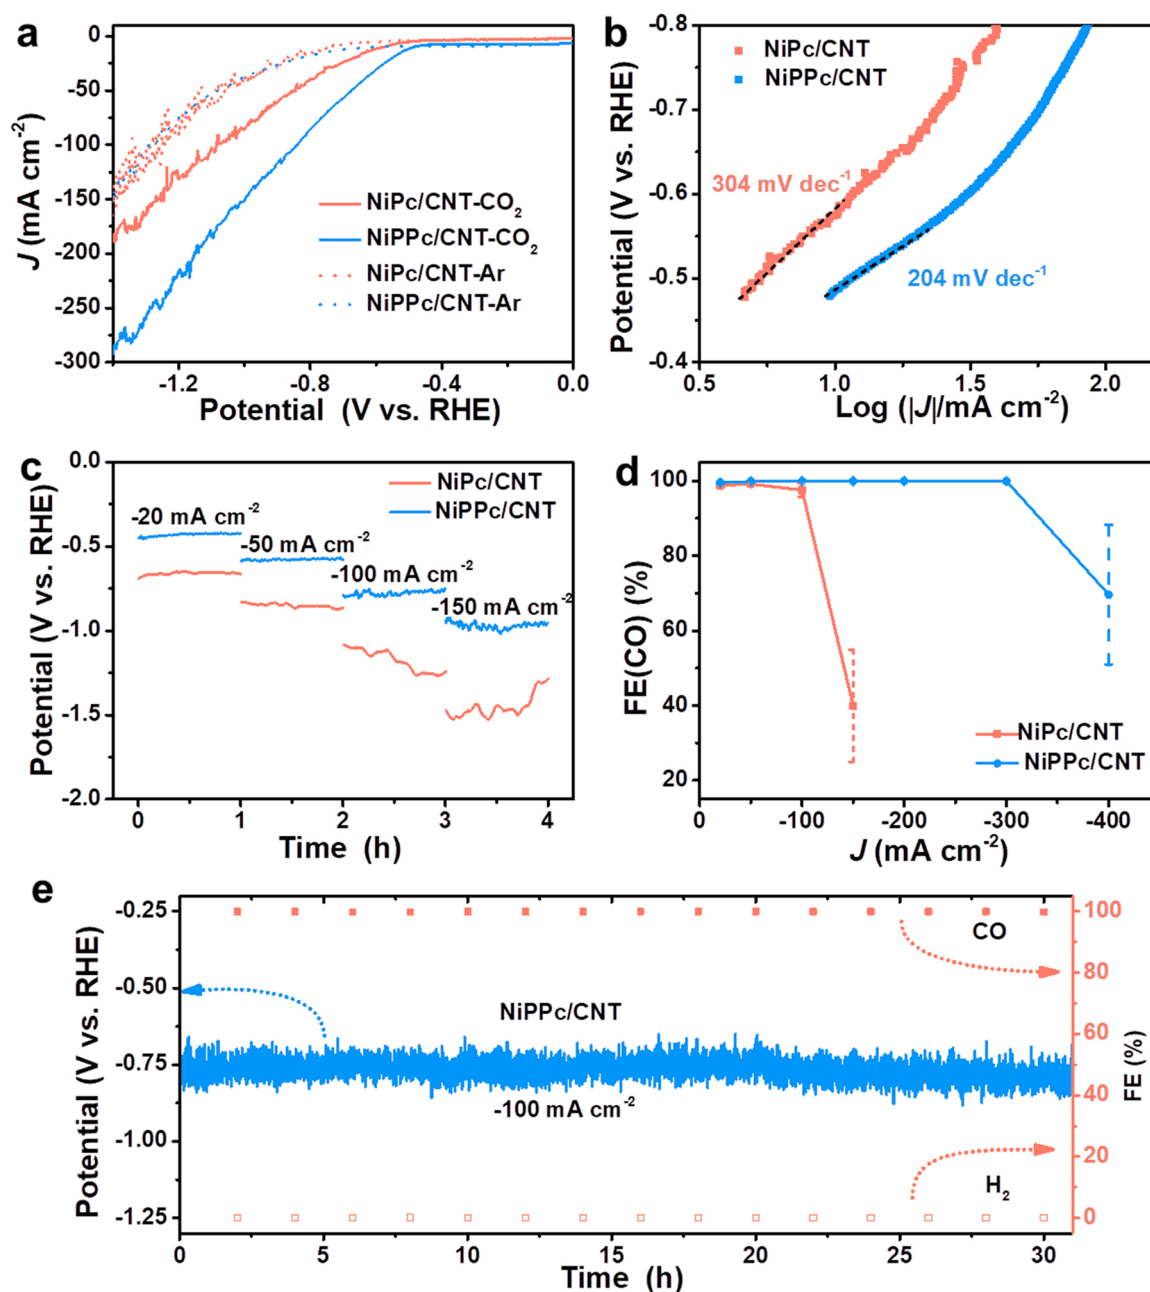 a
0
-50
-100
-150
-200
-250
-300
J (mA cm⁻²)
NiPc/CNT-CO₂
NiPPc/CNT-CO₂
NiPc/CNT-Ar
NiPPc/CNT-Ar
-1.2 -0.8 -0.4 0.0
Potential (V vs. RHE)
b
-0.8
-0.7
-0.6
-0.5
-0.4
Potential (V vs. RHE)
NiPc/CNT
NiPPc/CNT
304 mV dec⁻¹
204 mV dec⁻¹
0.5 1.0 1.5 2.0
Log (|J|/mA cm⁻²)
c
0.0
-0.5
-1.0
-1.5
-2.0
Potential (V vs. RHE)
NiPc/CNT
NiPPc/CNT
-20 mA cm⁻²
-50 mA cm⁻²
-100 mA cm⁻²
-150 mA cm⁻²
0 1 2 3 4
Time (h)
d
100
80
60
40
20
FE(CO) (%)
NiPc/CNT
NiPPc/CNT
0 -100 -200 -300 -400
J (mA cm⁻²)
e
-0.25
-0.50
-0.75
-1.00
-1.25
Potential (V vs. RHE)
CO
NiPPc/CNT
-100 mA cm⁻²
H₂
100
80
60
40
20
0
FE (%)
0 5 10 15 20 25 30
Time (h)